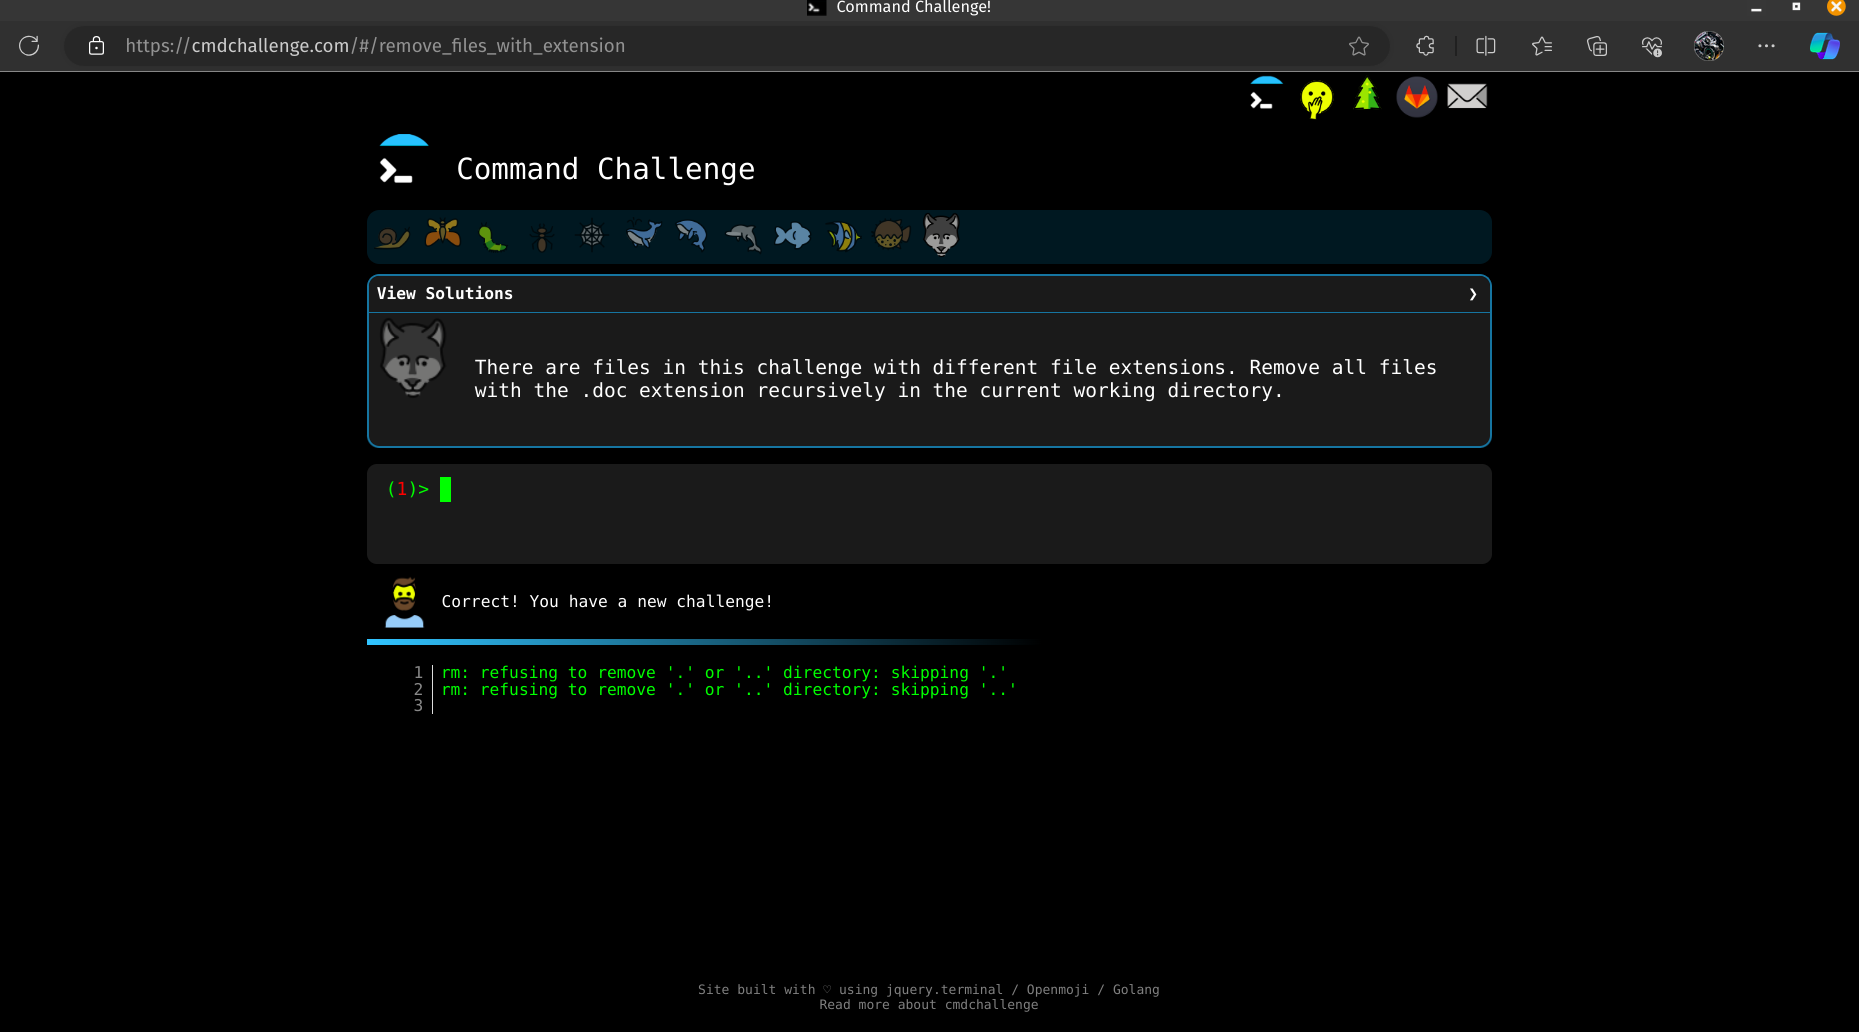 Command Challenge!
https://cmdchallenge.com/#/remove_files_with_extension
Command Challenge
View Solutions
There are files in this challenge with different file extensions. Remove all files
with the .doc extension recursively in the current working directory.
(1)>
Correct! You have a new challenge!
1 rm: refusing to remove '.' or '..' directory: skipping '.'
2 rm: refusing to remove '.' or '..' directory: skipping '..'
3
Site built with ♡ using jquery.terminal / Openmoji / Golang
Read more about cmdchallenge